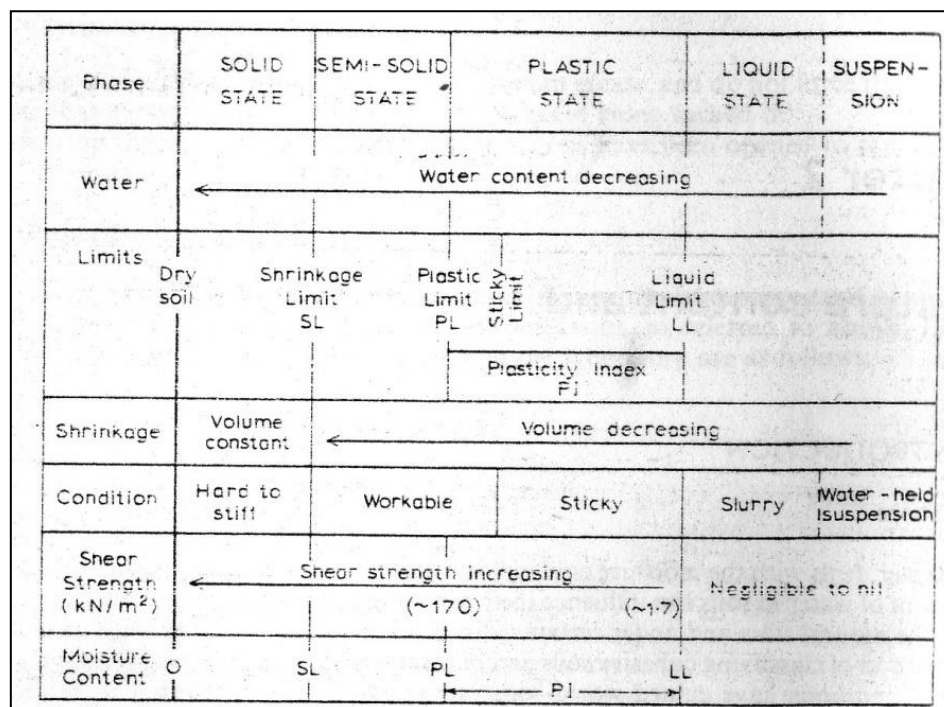 Phase
SOLID
STATE
SEMI-SOLID
STATE
PLASTIC
STATE
LIQUID
STATE
SUSPEN-
SION
Water
Water content decreasing
Limits
Dry
soil
Shrinkage
Limit
SL
Plastic
Limit
PL
Sticky
Limit
Liquid
Limit
LL
Plasticity Index
PI
Shrinkage
Volume
constant
Volume decreasing
Condition
Hard to
stiff
Workable
Sticky
Slurry
Water-held
suspension
Shear
Strength
(kN/m²)
Shear strength increasing
(~170)
(~1·7)
Negligible to nil
Moisture
Content
O
SL
PL
LL
PI